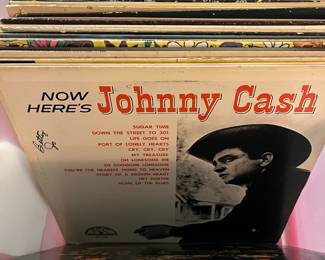 NOW
HERE'S Johnny Cash
SUGAR TIME
DOWN THE STREET TO 301
LIFE GOES ON
PORT OF LONELY HEARTS
CRY, CRY, CRY
MY TREASURE
OH LONESOME ME
SO DOGGONE LONESOME
YOU'RE THE NEAREST THING TO HEAVEN
STORY OF A BROKEN HEART
HEY PORTER
HOME OF THE BLUES